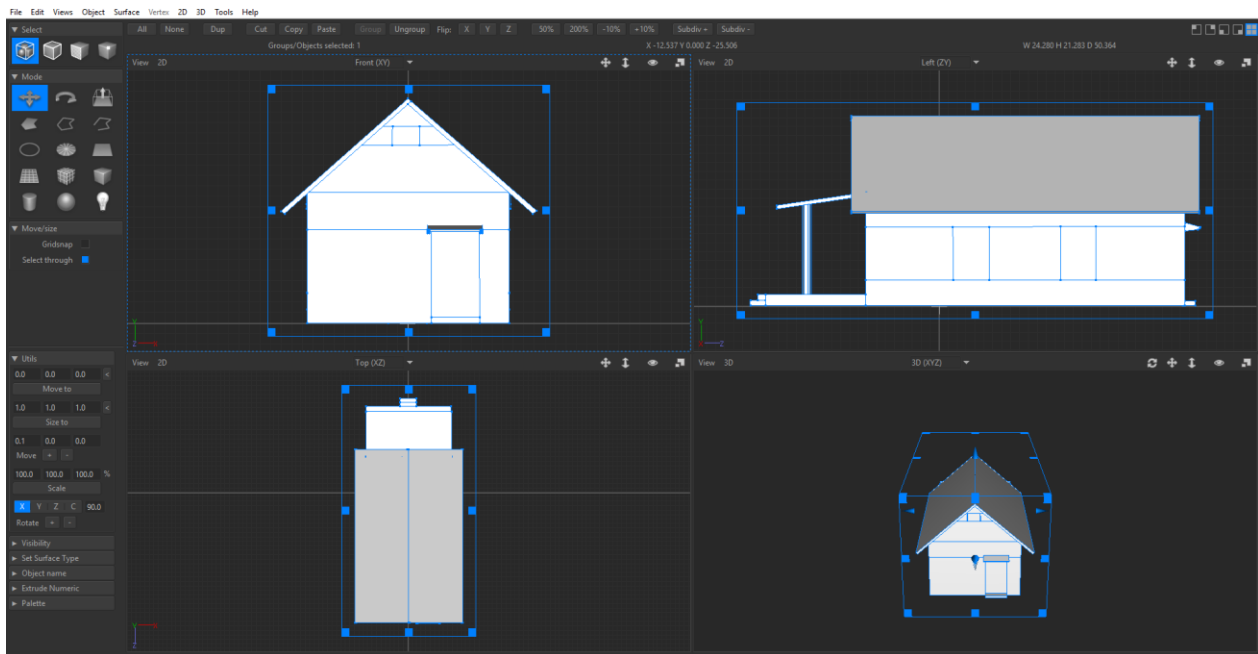 File Edit Views Object Surface Vertex 2D 3D Tools Help
▼ Select
All None Dup Cut Copy Paste Group Ungroup Flip: X Y Z 50% 200% -10% +10% Subdiv + Subdiv -
Groups/Objects selected: 1 X -12.537 Y 0.000 Z -25.506 W 24.280 H 21.283 D 50.364
View 2D Front (XY) View 2D Left (ZY)
▼ Mode
▼ Move/size
Gridsnap
Select through
Y X
Y Z
▼ Utils
View 2D Top (XZ) View 3D 3D (XYZ)
0.0 0.0 0.0 <
Move to
1.0 1.0 1.0 <
Size to
0.1 0.0 0.0
Move + -
100.0 100.0 100.0 %
Scale
X Y Z C 90.0
Rotate + -
► Visibility
► Set Surface Type
► Object name
► Extrude Numeric
► Palette
Y X
Z